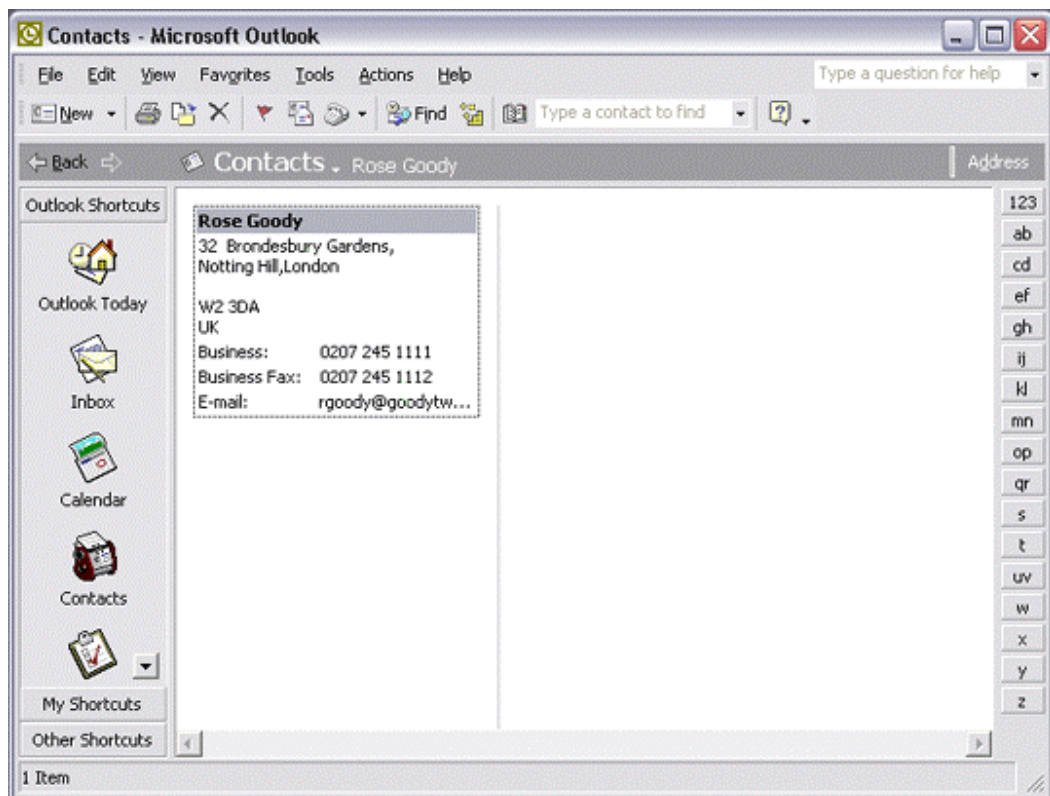 Contacts - Microsoft Outlook
File Edit View Favorites Tools Actions Help Type a question for help
New Find Type a contact to find
Back Contacts Rose Goody Address
Outlook Shortcuts
Outlook Today
Inbox
Calendar
Contacts
My Shortcuts
Other Shortcuts
Rose Goody
32 Brondesbury Gardens,
Notting Hill,London
W2 3DA
UK
Business: 0207 245 1111
Business Fax: 0207 245 1112
E-mail: rgoody@goodytw...
123
ab
cd
ef
gh
ij
kl
mn
op
qr
s
t
uv
w
x
y
z
1 Item